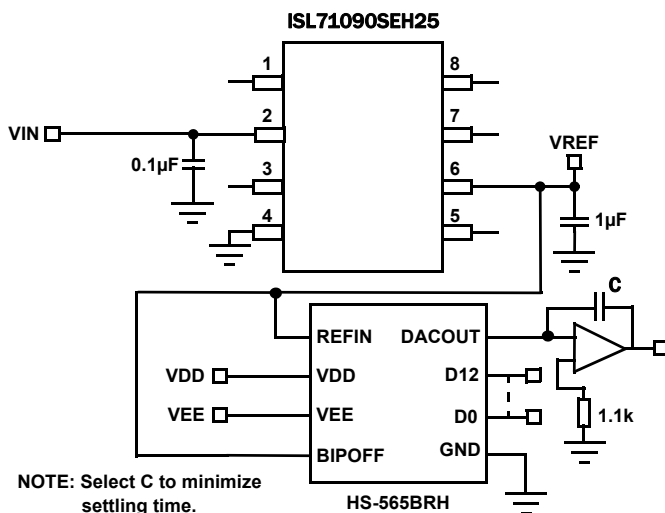 ISL71090SEH25
1
8
VIN
2
7
VREF
0.1µF
3
6
4
5
1µF
C
REFIN
DACOUT
VDD
VDD
D12
VEE
VEE
D0
1.1k
BIPOFF
GND
NOTE: Select C to minimize
settling time.
HS-565BRH